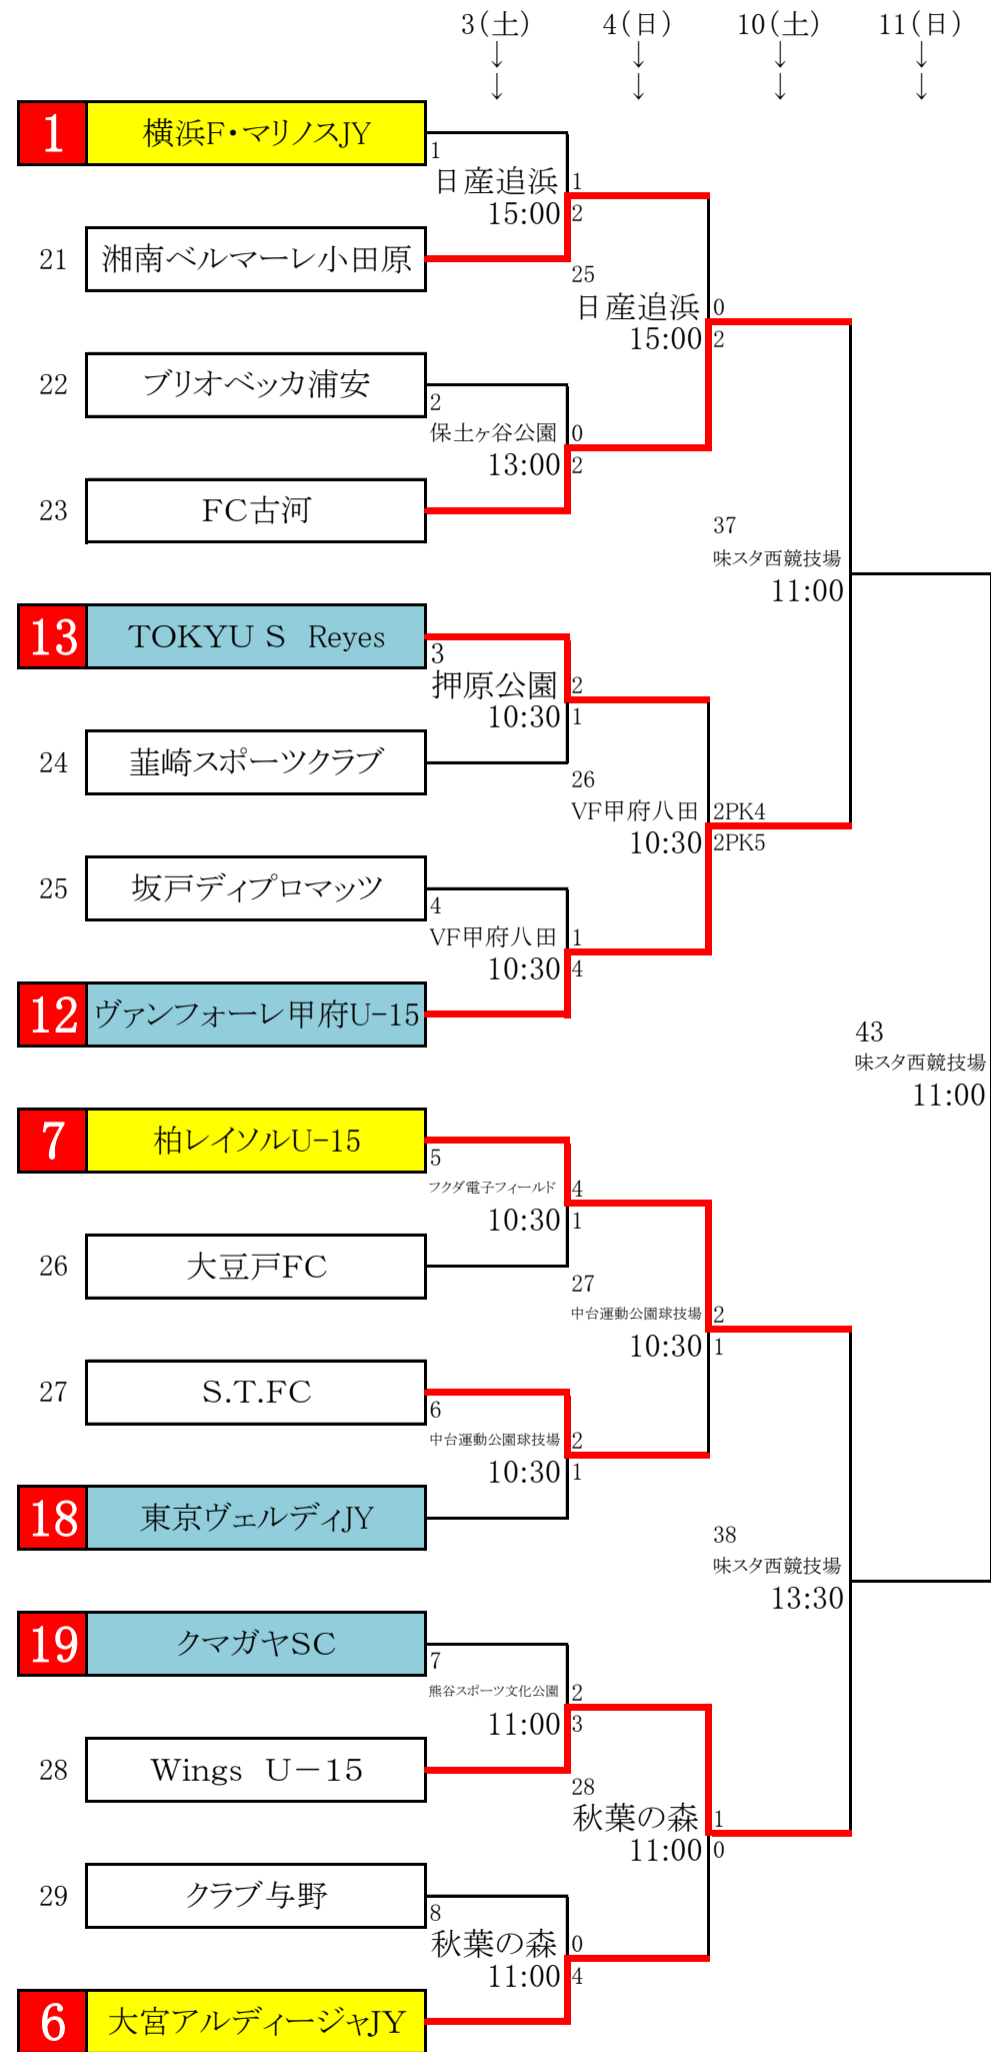 3(土) 4(日) 10(土) 11(日)
↓ ↓ ↓ ↓
↓ ↓ ↓ ↓
1 横浜F・マリノスJY
1
日産追浜 1
15:00 2
21 湘南ベルマーレ小田原
25
日産追浜 0
15:00 2
22 ブリオベッカ浦安
2
保土ヶ谷公園 0
13:00 2
23 FC古河
37
味スタ西競技場
11:00
13 TOKYU S Reyes
3
押原公園 2
10:30 1
24 韮崎スポーツクラブ
26
VF甲府八田 2PK4
10:30 2PK5
25 坂戸ディプロマッツ
4
VF甲府八田 1
10:30 4
12 ヴァンフォーレ甲府U-15
43
味スタ西競技場
11:00
7 柏レイソルU-15
5
フクダ電子フィールド 4
10:30 1
26 大豆戸FC
27
中台運動公園球技場 2
10:30 1
27 S.T.FC
6
中台運動公園球技場 2
10:30 1
18 東京ヴェルディJY
38
味スタ西競技場
13:30
19 クマガヤSC
7
熊谷スポーツ文化公園 2
11:00 3
28 Wings U－15
28
秋葉の森 1
11:00 0
29 クラブ与野
8
秋葉の森 0
11:00 4
6 大宮アルディージャJY